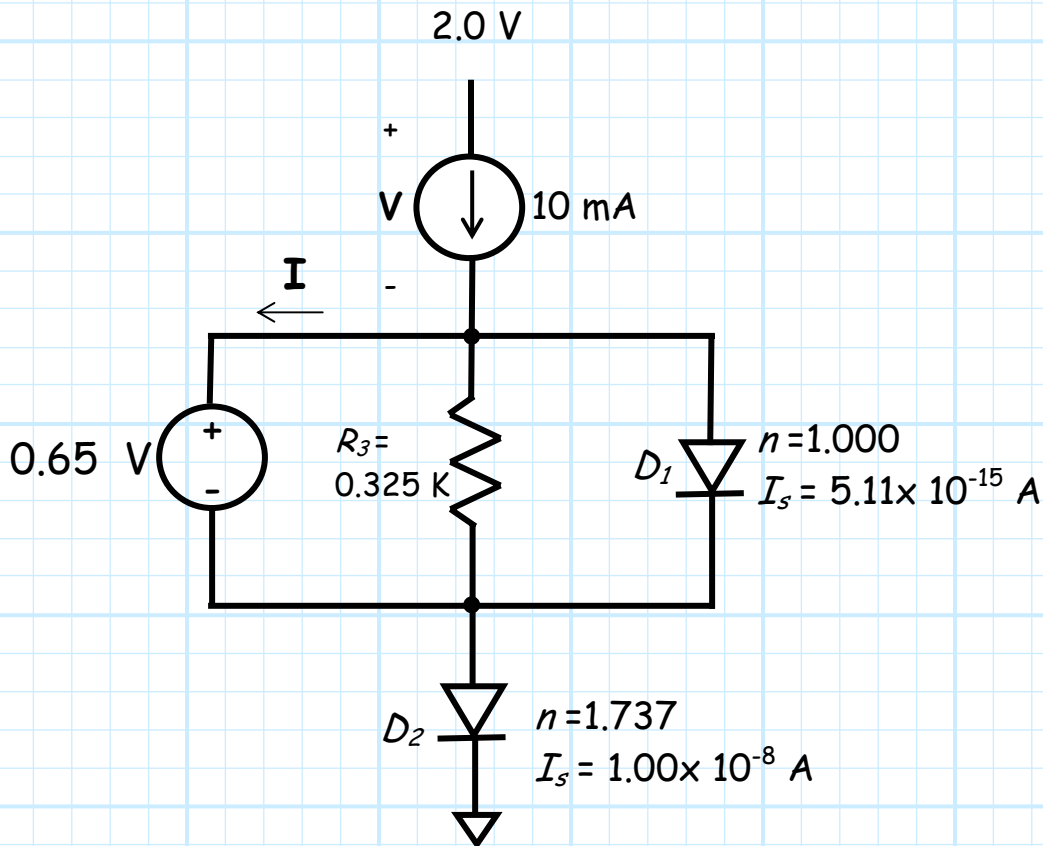 2.0 V
+
V
10 mA
I
-
+
0.65 V
-
R₃=
0.325 K
D₁
n=1.000
Iₛ = 5.11x 10⁻¹⁵ A
D₂
n=1.737
Iₛ = 1.00x 10⁻⁸ A